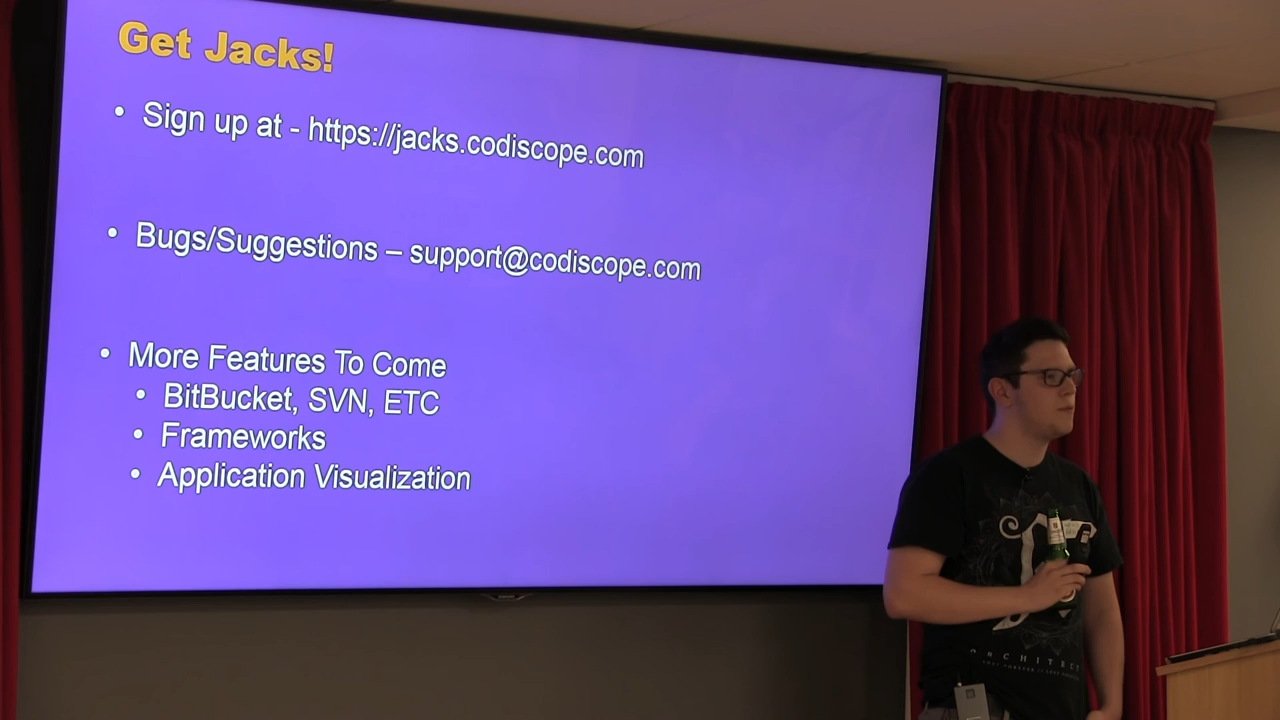 Get Jacks!
• Sign up at - https://jacks.codiscope.com
• Bugs/Suggestions – support@codiscope.com
• More Features To Come
• BitBucket, SVN, ETC
• Frameworks
• Application Visualization
ARCHITECTS